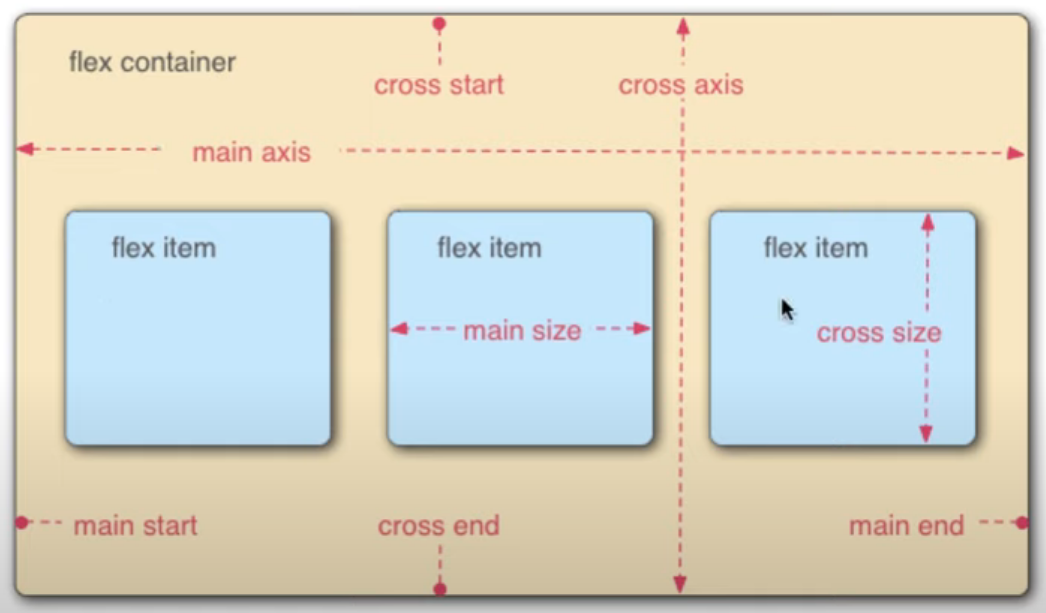 flex container
cross start
cross axis
main axis
flex item
flex item
flex item
main size
cross size
main start
cross end
main end